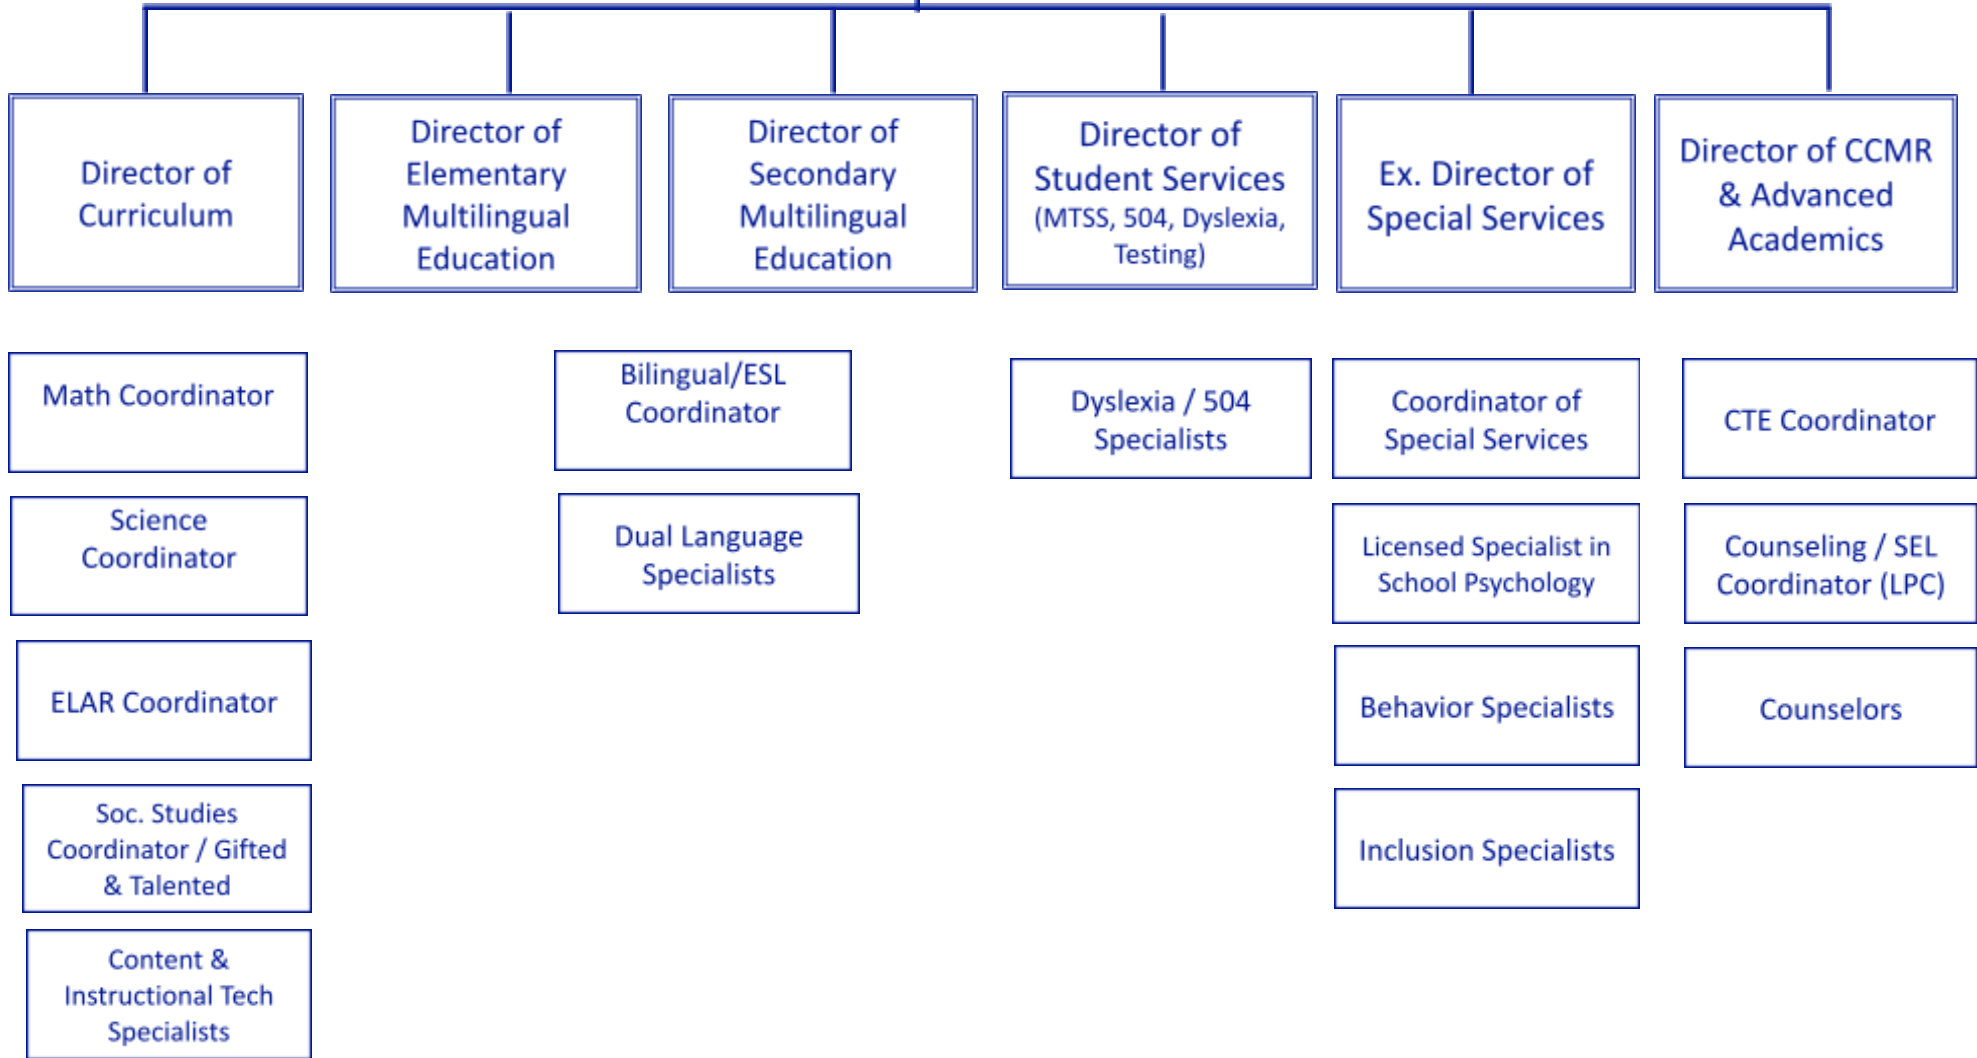 Director of
Curriculum
Director of
Elementary
Multilingual
Education
Director of
Secondary
Multilingual
Education
Director of
Student Services
(MTSS, 504, Dyslexia,
Testing)
Ex. Director of
Special Services
Director of CCMR
& Advanced
Academics
Math Coordinator
Science
Coordinator
ELAR Coordinator
Soc. Studies
Coordinator / Gifted
& Talented
Content &
Instructional Tech
Specialists
Bilingual/ESL
Coordinator
Dual Language
Specialists
Dyslexia / 504
Specialists
Coordinator of
Special Services
Licensed Specialist in
School Psychology
Behavior Specialists
Inclusion Specialists
CTE Coordinator
Counseling / SEL
Coordinator (LPC)
Counselors